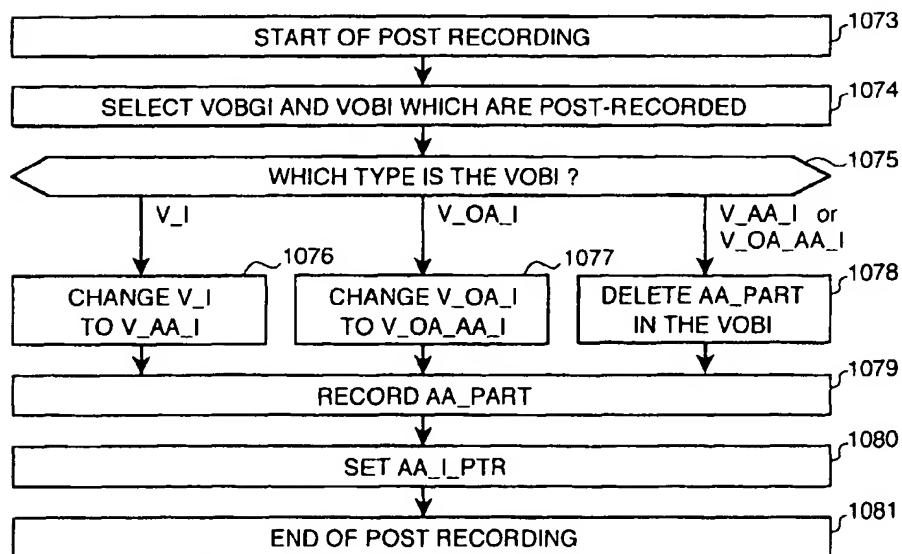 1073
START OF POST RECORDING
1074
SELECT VOBGI AND VOBI WHICH ARE POST-RECORDED
1075
WHICH TYPE IS THE VOBI ?
V_I
V_OA_I
V_AA_I or
V_OA_AA_I
1076
CHANGE V_I
TO V_AA_I
1077
CHANGE V_OA_I
TO V_OA_AA_I
1078
DELETE AA_PART
IN THE VOBI
1079
RECORD AA_PART
1080
SET AA_I_PTR
1081
END OF POST RECORDING